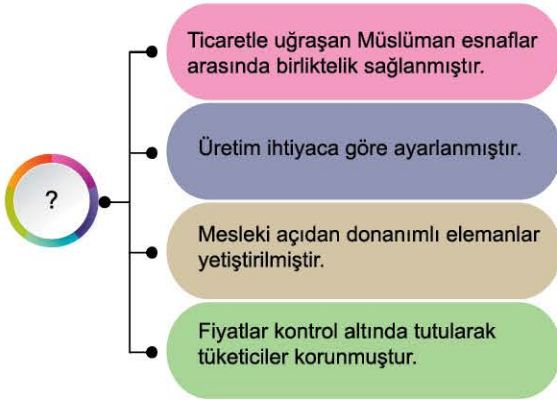 ?
Ticaretle uğraşan Müslüman esnaflar
arasında birliktelik sağlanmıştır.
Üretim ihtiyaca göre ayarlanmıştır.
Mesleki açıdan donanımlı elemanlar
yetiştirilmiştir.
Fiyatlar kontrol altında tutularak
tüketiciler korunmuştur.